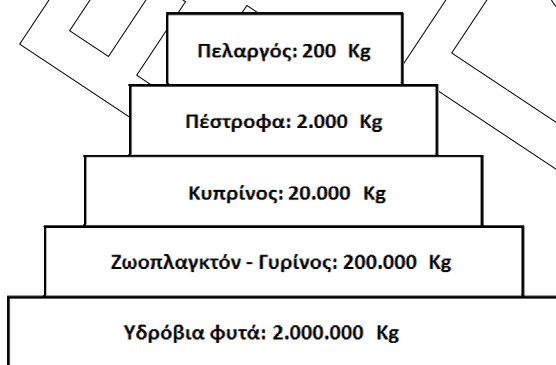 Πελαργός: 200 Kg
Πέστροφα: 2.000 Kg
Κυπρίνος: 20.000 Kg
Ζωοπλαγκτόν - Γυρίνος: 200.000 Kg
Υδρόβια φυτά: 2.000.000 Kg